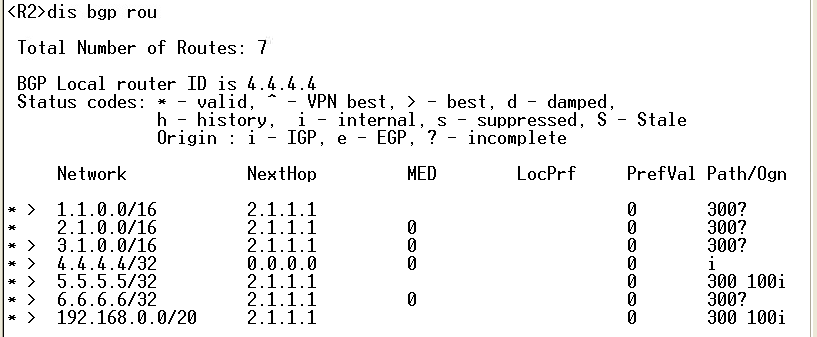 <R2>dis bgp rou
Total Number of Routes: 7
BGP Local router ID is 4.4.4.4
Status codes: * - valid, ^ - VPN best, > - best, d - damped,
h - history, i - internal, s - suppressed, S - Stale
Origin : i - IGP, e - EGP, ? - incomplete
Network NextHop MED LocPrf PrefVal Path/Ogn
* > 1.1.0.0/16 2.1.1.1 0 300?
* 2.1.0.0/16 2.1.1.1 0 0 300?
* > 3.1.0.0/16 2.1.1.1 0 0 300?
* > 4.4.4.4/32 0.0.0.0 0 0 i
* > 5.5.5.5/32 2.1.1.1 0 300 100i
* > 6.6.6.6/32 2.1.1.1 0 0 300?
* > 192.168.0.0/20 2.1.1.1 0 300 100i